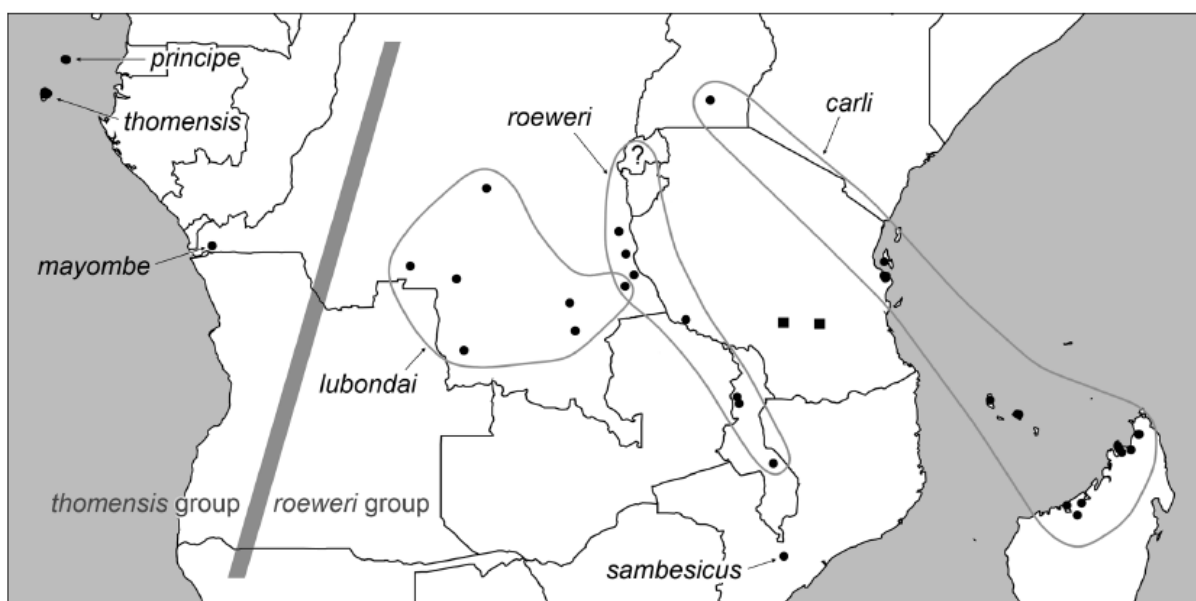 principe
thomensis
roeweri
carli
?
mayombe
lubondai
thomensis group
roeweri group
sambesicus